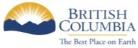 BRITISH
COLUMBIA
The Best Place on Earth